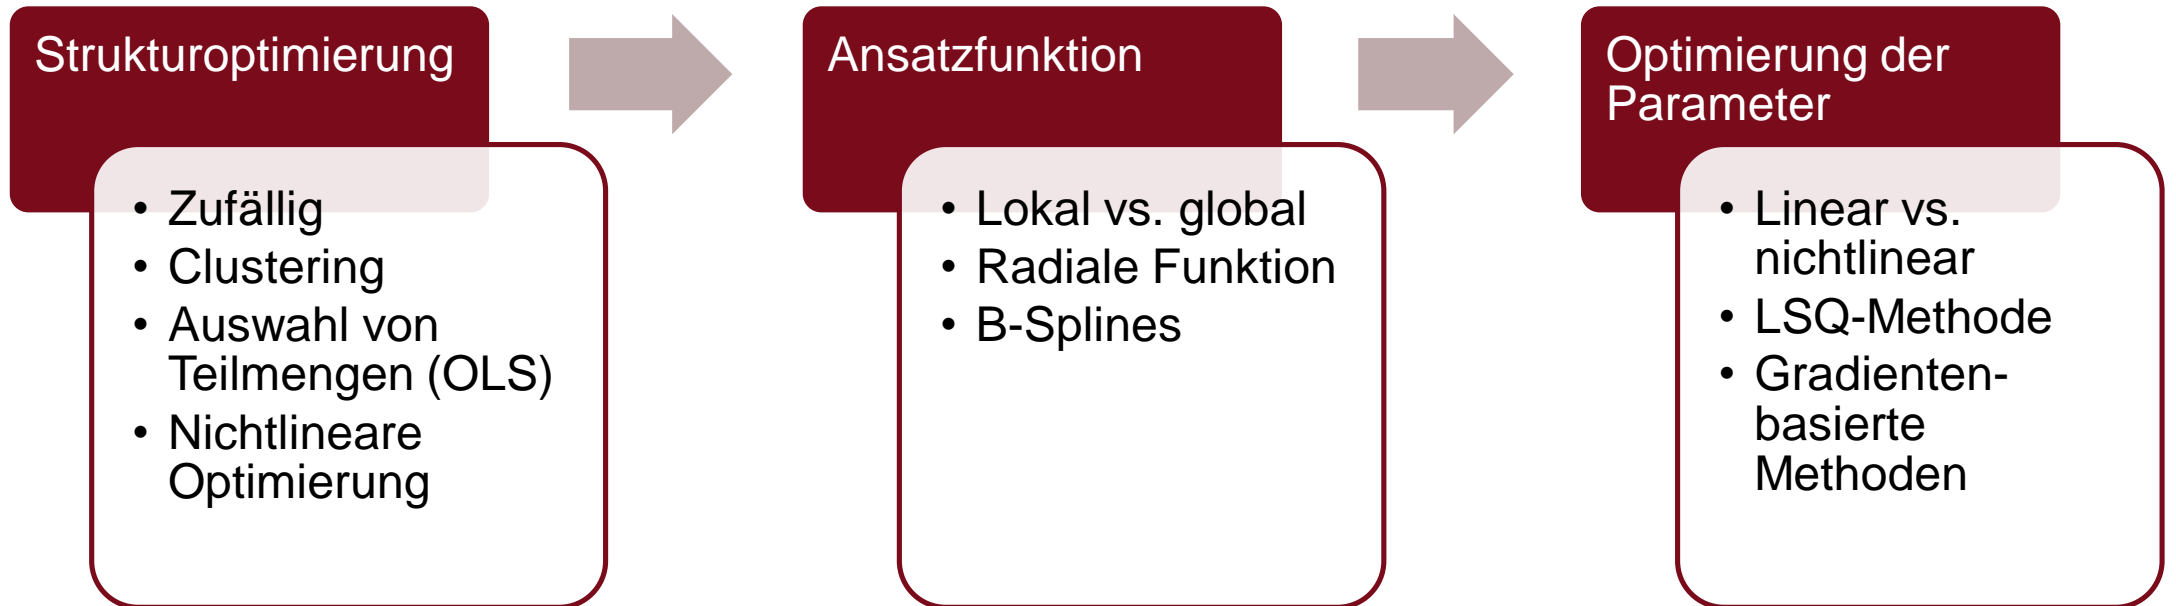 Strukturoptimierung
• Zufällig
• Clustering
• Auswahl von
Teilmengen (OLS)
• Nichtlineare
Optimierung
Ansatzfunktion
• Lokal vs. global
• Radiale Funktion
• B-Splines
Optimierung der
Parameter
• Linear vs.
nichtlinear
• LSQ-Methode
• Gradienten-
basierte
Methoden